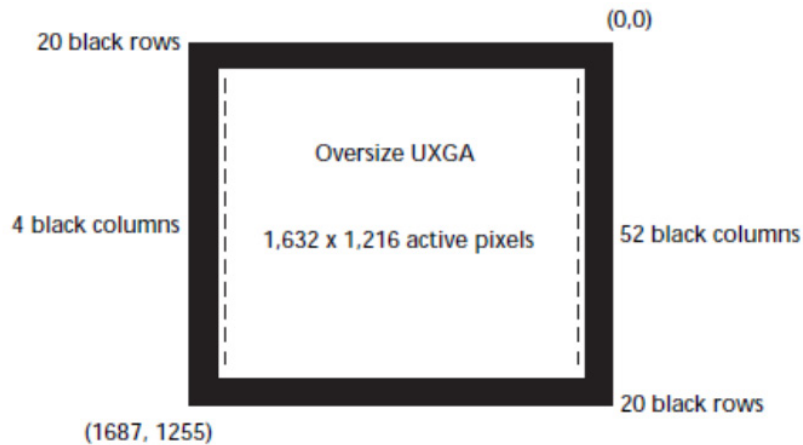 (0,0)
20 black rows
Oversize UXGA
4 black columns
1,632 x 1,216 active pixels
52 black columns
20 black rows
(1687, 1255)